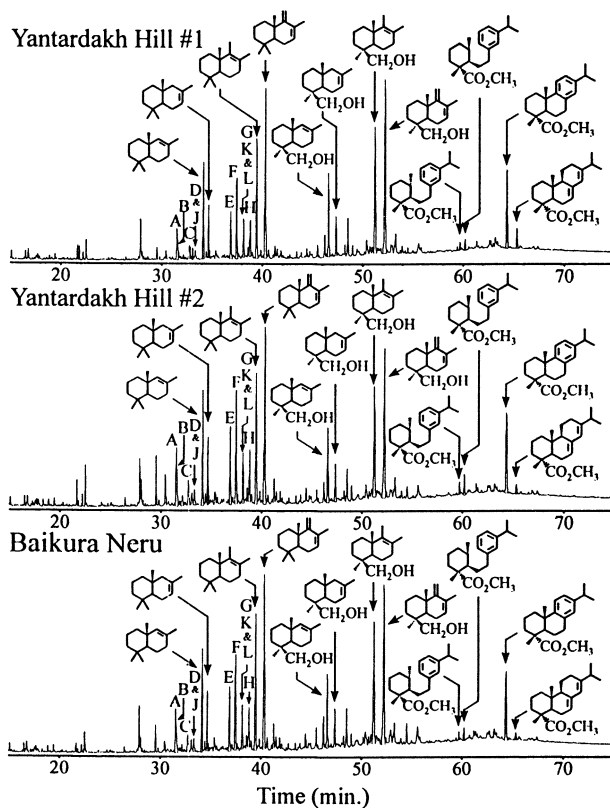 Yantardakh Hill #1
CH₂OH
CH₂OH
CH₂OH
CH₂OH
CO₂CH₃
CO₂CH₃
CO₂CH₃
CO₂CH₃
A
B
C
D
&
J
E
F
G
K
&
L
H
20 30 40 50 60 70
Yantardakh Hill #2
CH₂OH
CH₂OH
CH₂OH
CH₂OH
CO₂CH₃
CO₂CH₃
CO₂CH₃
CO₂CH₃
A
B
C
D
&
J
E
F
G
K
&
L
H
20 30 40 50 60 70
Baikura Neru
CH₂OH
CH₂OH
CH₂OH
CH₂OH
CO₂CH₃
CO₂CH₃
CO₂CH₃
CO₂CH₃
A
B
C
D
&
J
E
F
G
K
&
L
H
20 30 40 50 60 70
Time (min.)